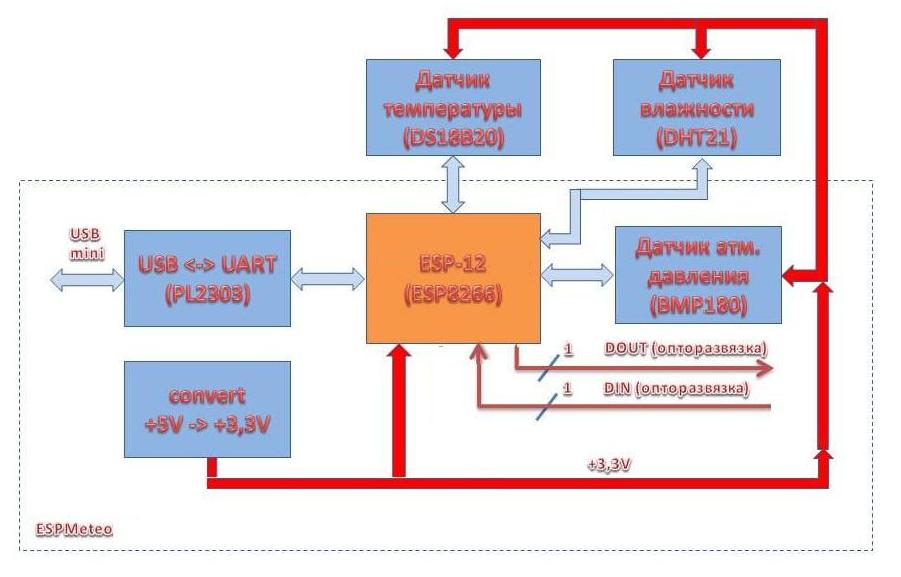 Датчик
температуры
(DS18B20)
Датчик
влажности
(DHT21)
USB
mini
USB <-> UART
(PL2303)
ESP-12
(ESP8266)
Датчик атм.
давления
(BMP180)
1 DOUT (опторазвязка)
1 DIN (опторазвязка)
convert
+5V -> +3,3V
+3,3V
ESPMeteo